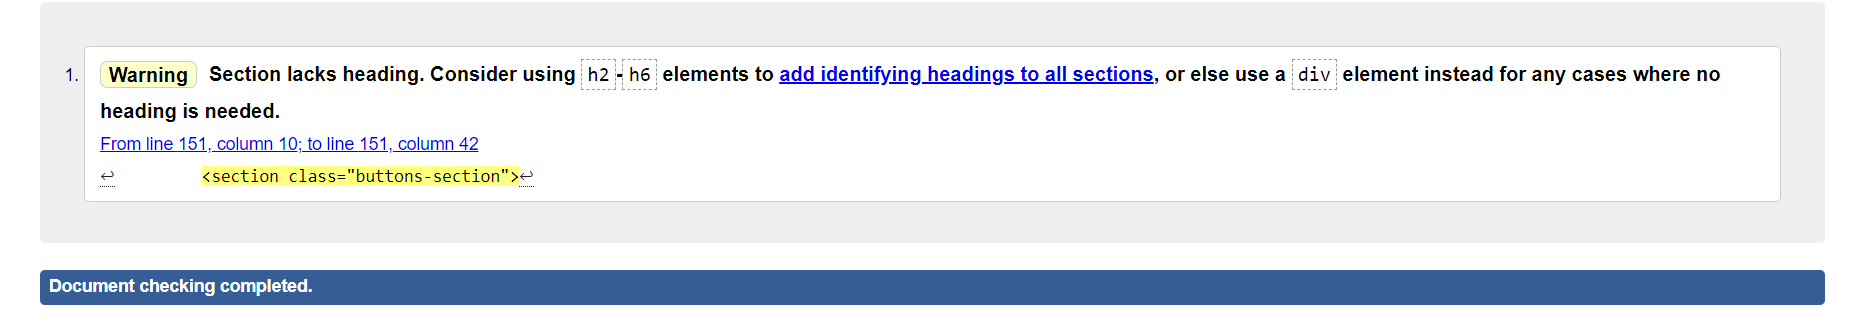 1. Warning Section lacks heading. Consider using h2-h6 elements to add identifying headings to all sections, or else use a div element instead for any cases where no
heading is needed.
From line 151, column 10; to line 151, column 42
↩ <section class="buttons-section">↩
Document checking completed.